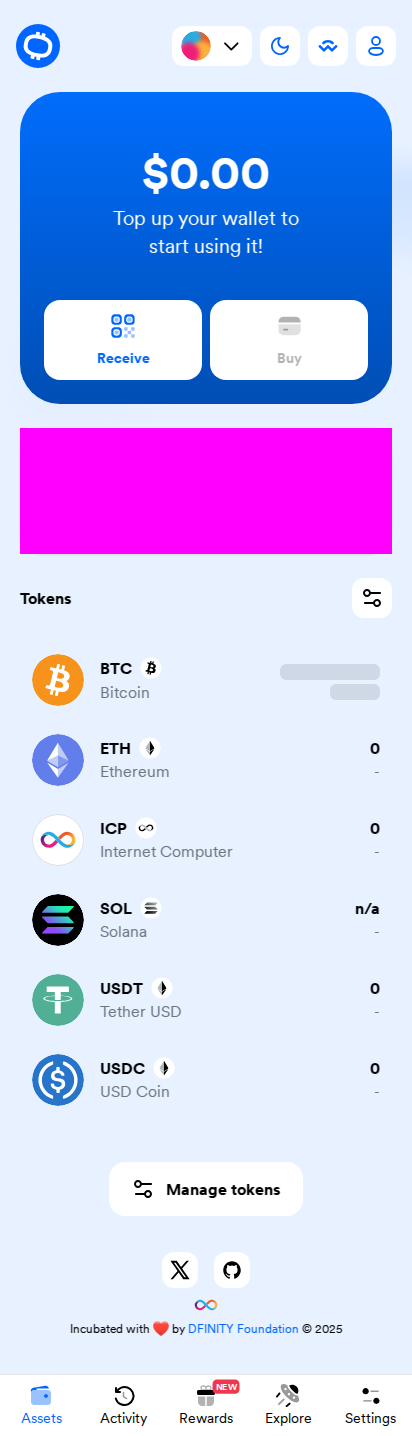 $0.00
Top up your wallet to
start using it!
Receive
Buy
Tokens
BTC
Bitcoin
ETH
0
Ethereum
-
ICP
0
Internet Computer
-
SOL
n/a
Solana
-
USDT
0
Tether USD
-
USDC
0
USD Coin
-
Manage tokens
Incubated with ❤️ by DFINITY Foundation © 2025
NEW
Assets
Activity
Rewards
Explore
Settings